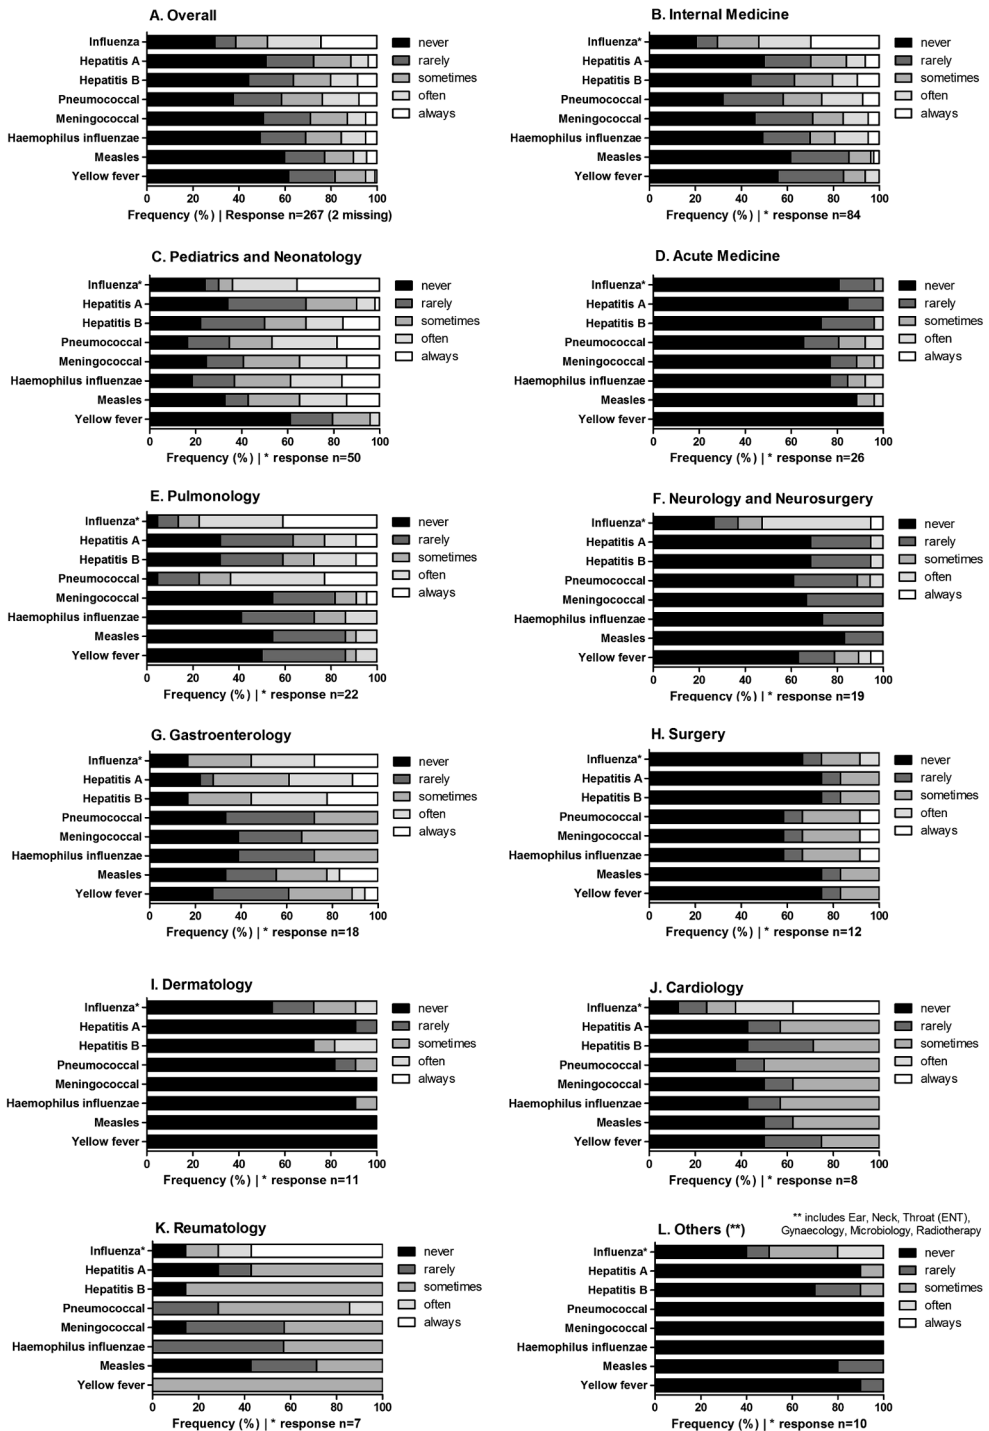 A. Overall
Influenza
never
Hepatitis A
rarely
Hepatitis B
sometimes
Pneumococcal
often
Meningococcal
always
Haemophilus influenzae
Measles
Yellow fever
0 20 40 60 80 100
Frequency (%) | Response n=267 (2 missing)
B. Internal Medicine
Influenza*
never
Hepatitis A
rarely
Hepatitis B
sometimes
Pneumococcal
often
Meningococcal
always
Haemophilus influenzae
Measles
Yellow fever
0 20 40 60 80 100
Frequency (%) | * response n=84
C. Pediatrics and Neonatology
Influenza*
never
Hepatitis A
rarely
Hepatitis B
sometimes
Pneumococcal
often
Meningococcal
always
Haemophilus influenzae
Measles
Yellow fever
0 20 40 60 80 100
Frequency (%) | * response n=50
D. Acute Medicine
Influenza*
never
Hepatitis A
rarely
Hepatitis B
sometimes
Pneumococcal
often
Meningococcal
always
Haemophilus influenzae
Measles
Yellow fever
0 20 40 60 80 100
Frequency (%) | * response n=26
E. Pulmonology
Influenza*
never
Hepatitis A
rarely
Hepatitis B
sometimes
Pneumococcal
often
Meningococcal
always
Haemophilus influenzae
Measles
Yellow fever
0 20 40 60 80 100
Frequency (%) | * response n=22
F. Neurology and Neurosurgery
Influenza*
never
Hepatitis A
rarely
Hepatitis B
sometimes
Pneumococcal
often
Meningococcal
always
Haemophilus influenzae
Measles
Yellow fever
0 20 40 60 80 100
Frequency (%) | * response n=19
G. Gastroenterology
Influenza*
never
Hepatitis A
rarely
Hepatitis B
sometimes
Pneumococcal
often
Meningococcal
always
Haemophilus influenzae
Measles
Yellow fever
0 20 40 60 80 100
Frequency (%) | * response n=18
H. Surgery
Influenza*
never
Hepatitis A
rarely
Hepatitis B
sometimes
Pneumococcal
often
Meningococcal
always
Haemophilus influenzae
Measles
Yellow fever
0 20 40 60 80 100
Frequency (%) | * response n=12
I. Dermatology
Influenza*
never
Hepatitis A
rarely
Hepatitis B
sometimes
Pneumococcal
often
Meningococcal
always
Haemophilus influenzae
Measles
Yellow fever
0 20 40 60 80 100
Frequency (%) | * response n=11
J. Cardiology
Influenza*
never
Hepatitis A
rarely
Hepatitis B
sometimes
Pneumococcal
often
Meningococcal
always
Haemophilus influenzae
Measles
Yellow fever
0 20 40 60 80 100
Frequency (%) | * response n=8
K. Reumatology
Influenza*
never
Hepatitis A
rarely
Hepatitis B
sometimes
Pneumococcal
often
Meningococcal
always
Haemophilus influenzae
Measles
Yellow fever
0 20 40 60 80 100
Frequency (%) | * response n=7
** includes Ear, Neck, Throat (ENT),
Gynaecology, Microbiology, Radiotherapy
L. Others (**)
Influenza*
never
Hepatitis A
rarely
Hepatitis B
sometimes
Pneumococcal
often
Meningococcal
always
Haemophilus influenzae
Measles
Yellow fever
0 20 40 60 80 100
Frequency (%) | * response n=10